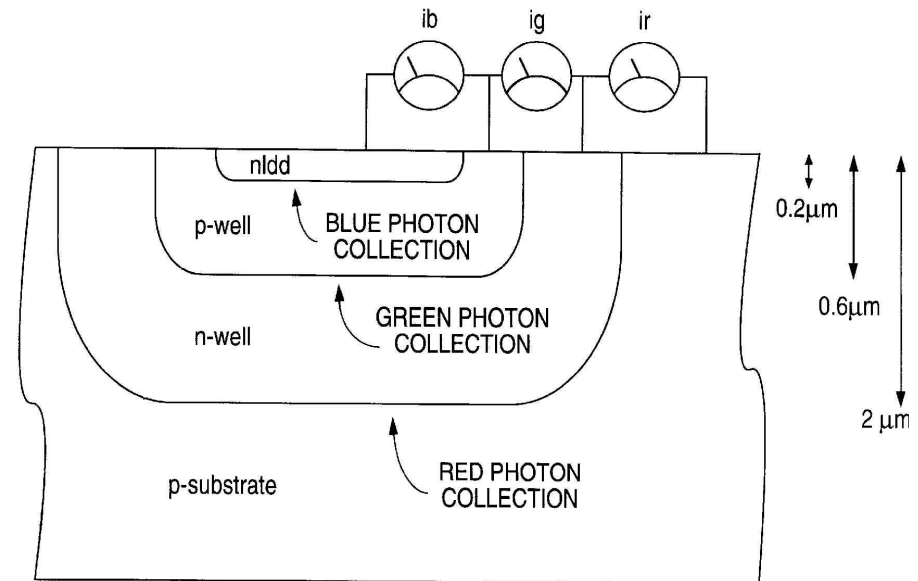 ib ig ir
nldd
0.2μm
p-well
BLUE PHOTON
COLLECTION
0.6μm
GREEN PHOTON
COLLECTION
n-well
2 μm
RED PHOTON
COLLECTION
p-substrate